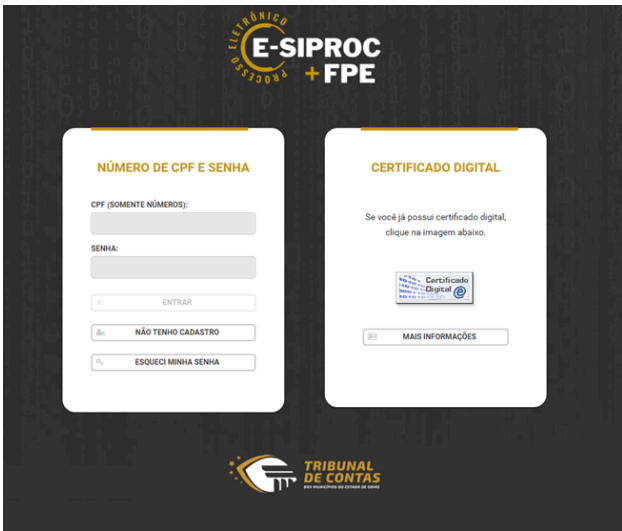 PROCESSO ELETRÔNICO
E-SIPROC
+FPE
NÚMERO DE CPF E SENHA
CPF (SOMENTE NÚMEROS):
SENHA:
ENTRAR
NÃO TENHO CADASTRO
ESQUECI MINHA SENHA
CERTIFICADO DIGITAL
Se você já possui certificado digital,
clique na imagem abaixo.
Certificado
Digital
MAIS INFORMAÇÕES
TRIBUNAL
DE CONTAS
DOS MUNICÍPIOS DO ESTADO DE GOIÁS